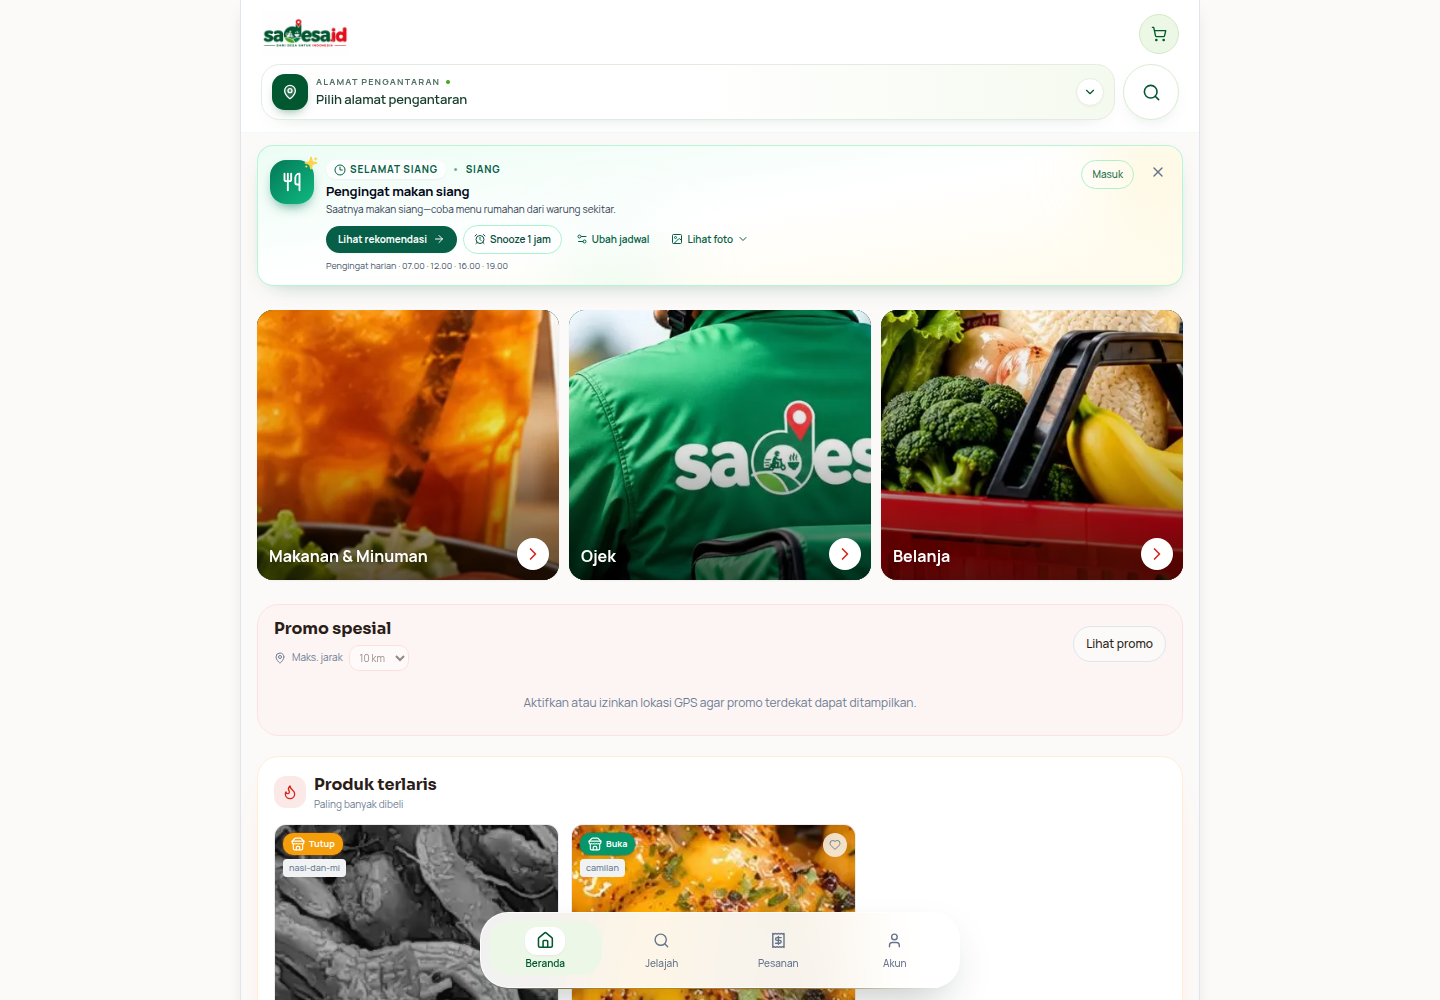 sadesaid
ALAMAT PENGANTARAN
Pilih alamat pengantaran
SELAMAT SIANG • SIANG
Masuk
Pengingat makan siang
Saatnya makan siang—coba menu rumahan dari warung sekitar.
Lihat rekomendasi
Snooze 1 jam
Ubah jadwal
Lihat foto
Pengingat harian · 07.00 · 12.00 · 16.00 · 19.00
sades
Makanan & Minuman
Ojek
Belanja
Promo spesial
Lihat promo
Maks. jarak 10 km
Aktifkan atau izinkan lokasi GPS agar promo terdekat dapat ditampilkan.
Produk terlaris
Paling banyak dibeli
Tutup
nasi-dan-mi
Buka
camilan
Beranda
Jelajah
Pesanan
Akun